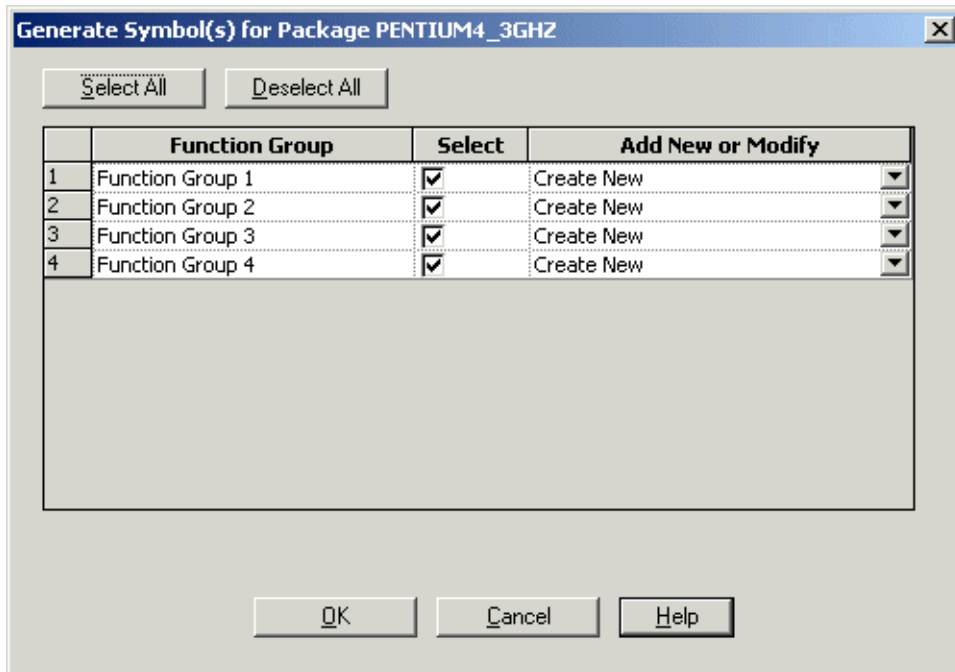 Generate Symbol(s) for Package PENTIUM4_3GHZ
Select All Deselect All
Function Group Select Add New or Modify
1 Function Group 1 Create New
2 Function Group 2 Create New
3 Function Group 3 Create New
4 Function Group 4 Create New
OK Cancel Help